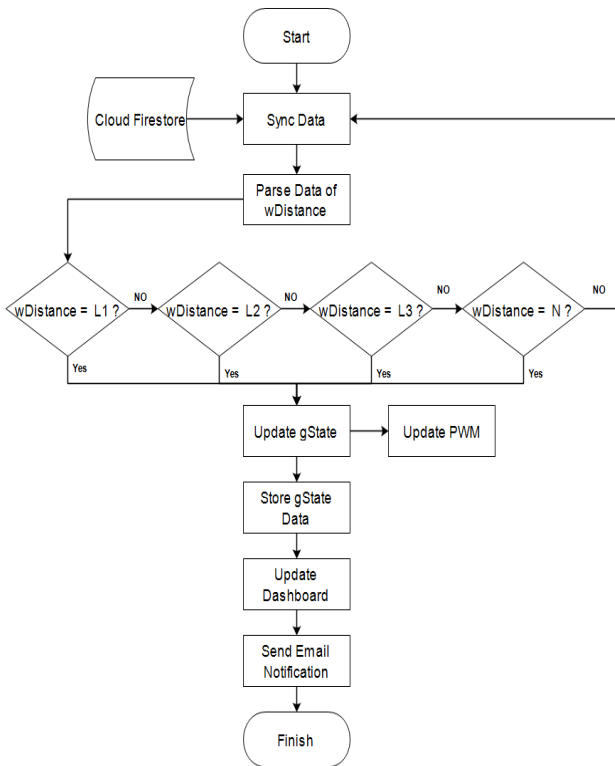 Start
Cloud Firestore
Sync Data
Parse Data of
wDistance
wDistance = L1 ?
NO
wDistance = L2 ?
NO
wDistance = L3 ?
NO
wDistance = N ?
NO
Yes
Yes
Yes
Yes
Update gState
Update PWM
Store gState
Data
Update
Dashboard
Send Email
Notification
Finish